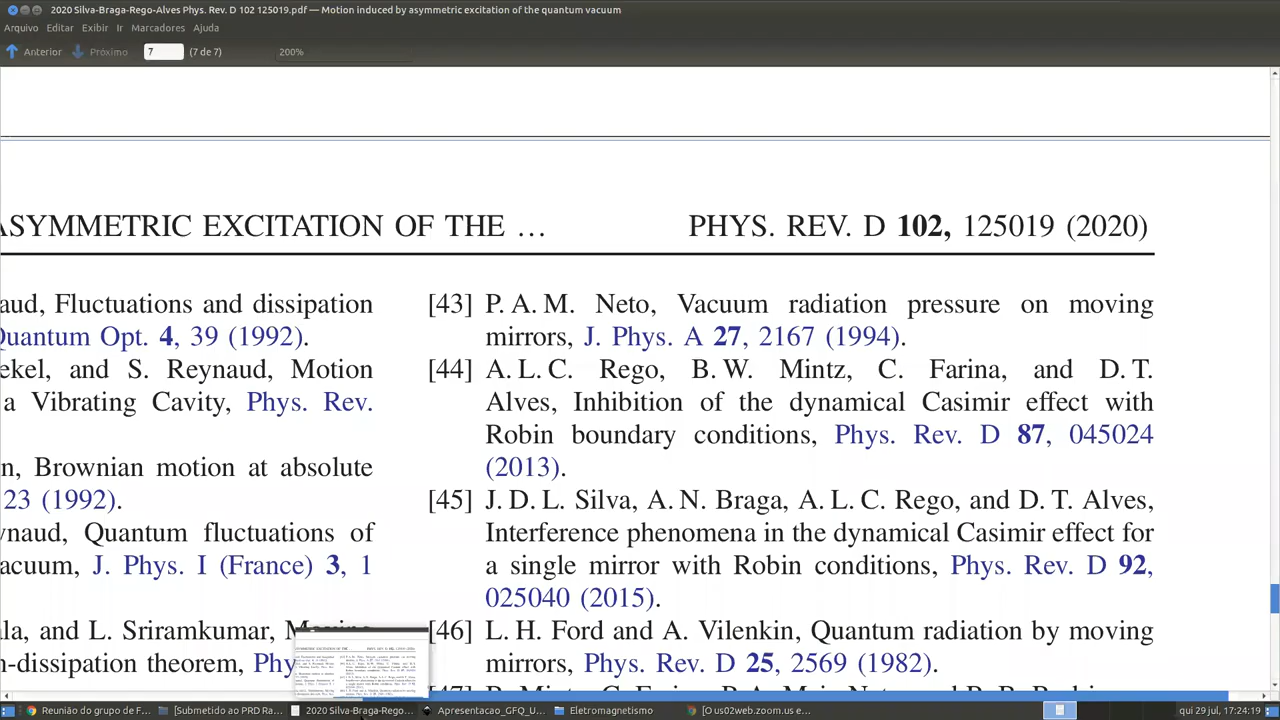 2020 Silva-Braga-Rego-Alves Phys. Rev. D 102 125019.pdf — Motion induced by asymmetric excitation of the quantum vacuum
Arquivo Editar Exibir Ir Marcadores Ajuda
Anterior Próximo 7 (7 de 7) 200%
ASYMMETRIC EXCITATION OF THE … PHYS. REV. D 102, 125019 (2020)
aud, Fluctuations and dissipation
Quantum Opt. 4, 39 (1992).
ekel, and S. Reynaud, Motion
a Vibrating Cavity, Phys. Rev.
n, Brownian motion at absolute
23 (1992).
ynaud, Quantum fluctuations of
acuum, J. Phys. I (France) 3, 1
la, and L. Sriramkumar, Moving
n-dissipation theorem, Phy
[43] P. A. M. Neto, Vacuum radiation pressure on moving
mirrors, J. Phys. A 27, 2167 (1994).
[44] A. L. C. Rego, B. W. Mintz, C. Farina, and D. T.
Alves, Inhibition of the dynamical Casimir effect with
Robin boundary conditions, Phys. Rev. D 87, 045024
(2013).
[45] J. D. L. Silva, A. N. Braga, A. L. C. Rego, and D. T. Alves,
Interference phenomena in the dynamical Casimir effect for
a single mirror with Robin conditions, Phys. Rev. D 92,
025040 (2015).
[46] L. H. Ford and A. Vilenkin, Quantum radiation by moving
Phys. Rev. D 25, 2569 (1982).
Reunião do grupo de F... [Submetido ao PRD Ra... 2020 Silva-Braga-Rego... Apresentacao_GFQ_U... Eletromagnetismo [O us02web.zoom.us e... qui 29 jul, 17:24:19